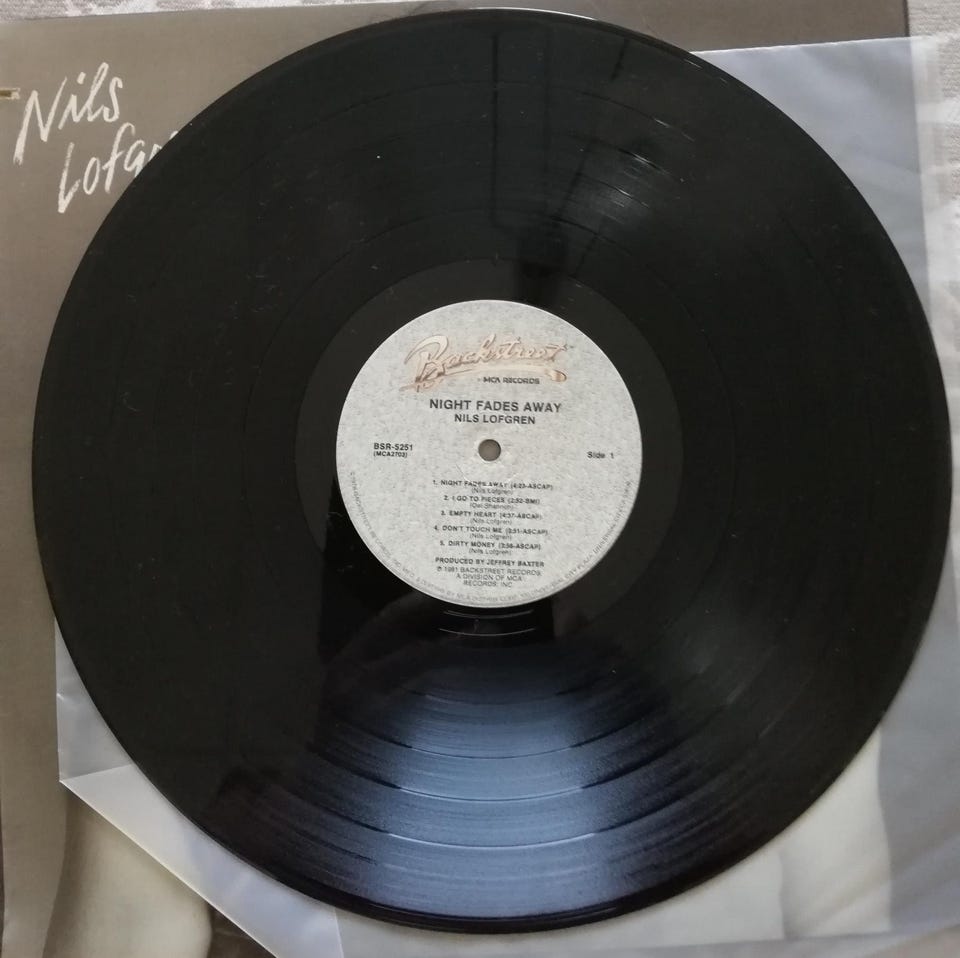 Nils
Backstreet
MCA RECORDS
NIGHT FADES AWAY
NILS LOFGREN
BSR-5251
(MCA2703)
Side 1
1. NIGHT FADES AWAY (4:23-ASCAP)
(Nils Lofgren)
2. I GO TO PIECES (2:52-BMI)
(Del Shannon)
3. EMPTY HEART (4:37-ASCAP)
(Nils Lofgren)
4. DON'T TOUCH ME (3:51-ASCAP)
(Nils Lofgren)
5. DIRTY MONEY (2:56-ASCAP)
(Nils Lofgren)
PRODUCED BY JEFFREY BAXTER
℗ 1981 BACKSTREET RECORDS,
A DIVISION OF MCA
RECORDS, INC.